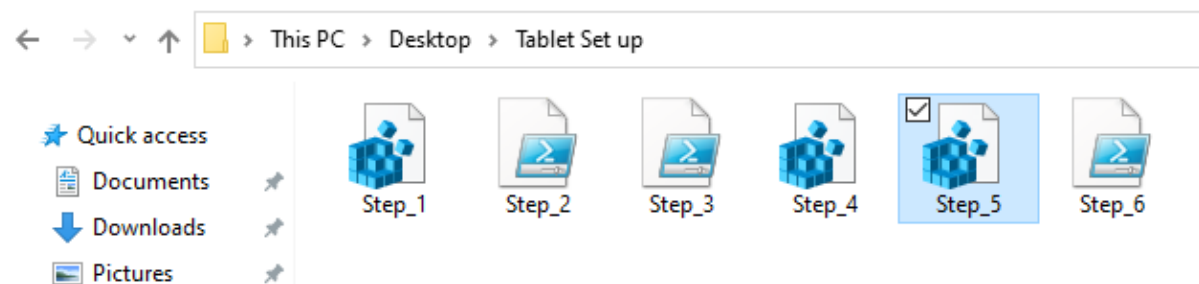 This PC > Desktop > Tablet Set up
Quick access
Documents
Downloads
Pictures
Step_1
Step_2
Step_3
Step_4
Step_5
Step_6